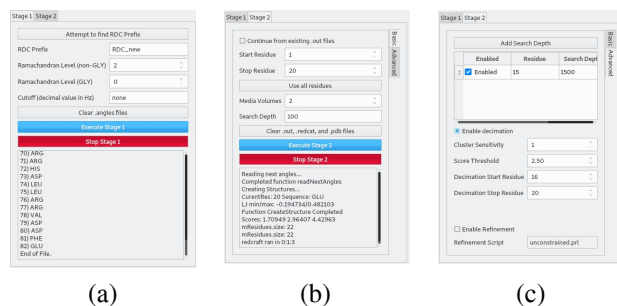 Stage 1 Stage 2
Attempt to find RDC Prefix
RDC Prefix RDC_new
Ramachandran Level (non-GLY) 2
Ramachandran Level (GLY) 0
Cutoff (decimal value in Hz) none
Clear .angles files
Execute Stage 1
Stop Stage 1
70) ARG
71) ARG
72) HIS
73) ASP
74) LEU
75) LEU
76) ARG
77) ARG
78) VAL
79) ASP
80) ASP
81) PHE
82) GLU
End of File.
(a)
Stage 1 Stage 2
Basic Advanced
Continue from existing .out files
Start Residue 1
Stop Residue 20
Use all residues
Media Volumes 2
Search Depth 100
Clear .out, .redcat, and .pdb files
Execute Stage 2
Stop Stage 2
Reading next angles...
Completed function readNextAngles
Creating Structures...
CurentRes: 20 Sequence: GLU
LJ min/max: -0.194734/0.482103
Function CreateStructure Completed
Scores: 1.70949 2.96407 4.42963
mResidues.size: 22
mResidues.size: 22
redcraft ran in 0:1:3
(b)
Stage 1 Stage 2
Basic Advanced
Add Search Depth
Enabled Residue Search Dept
1 Enabled 15 1500
Enable decimation
Cluster Sensitivity 1
Score Threshold 2.50
Decimation Start Residue 16
Decimation Stop Residue 20
Enable Refinement
Refinement Script unconstrained.prl
(c)